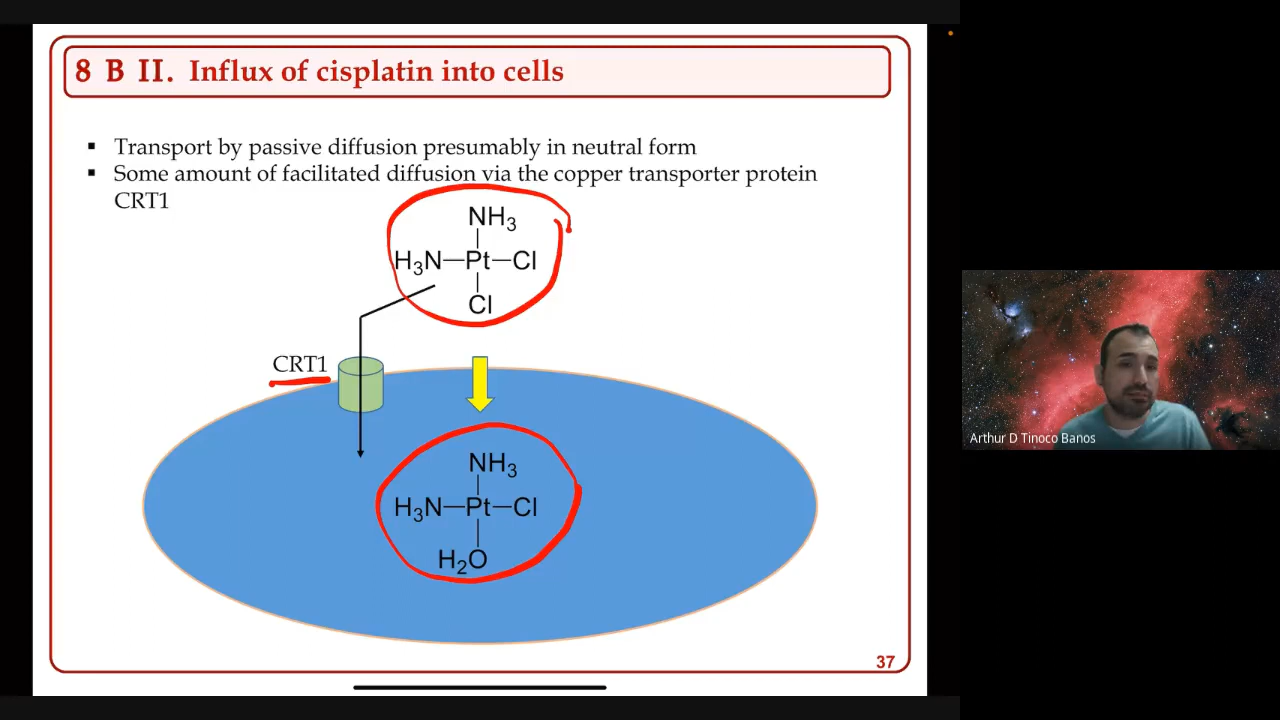 8 B II. Influx of cisplatin into cells
▪ Transport by passive diffusion presumably in neutral form
▪ Some amount of facilitated diffusion via the copper transporter protein
CRT1
NH3
H3N—Pt—Cl
Cl
CRT1
NH3
H3N—Pt—Cl
H2O
37
Arthur D Tinoco Banos